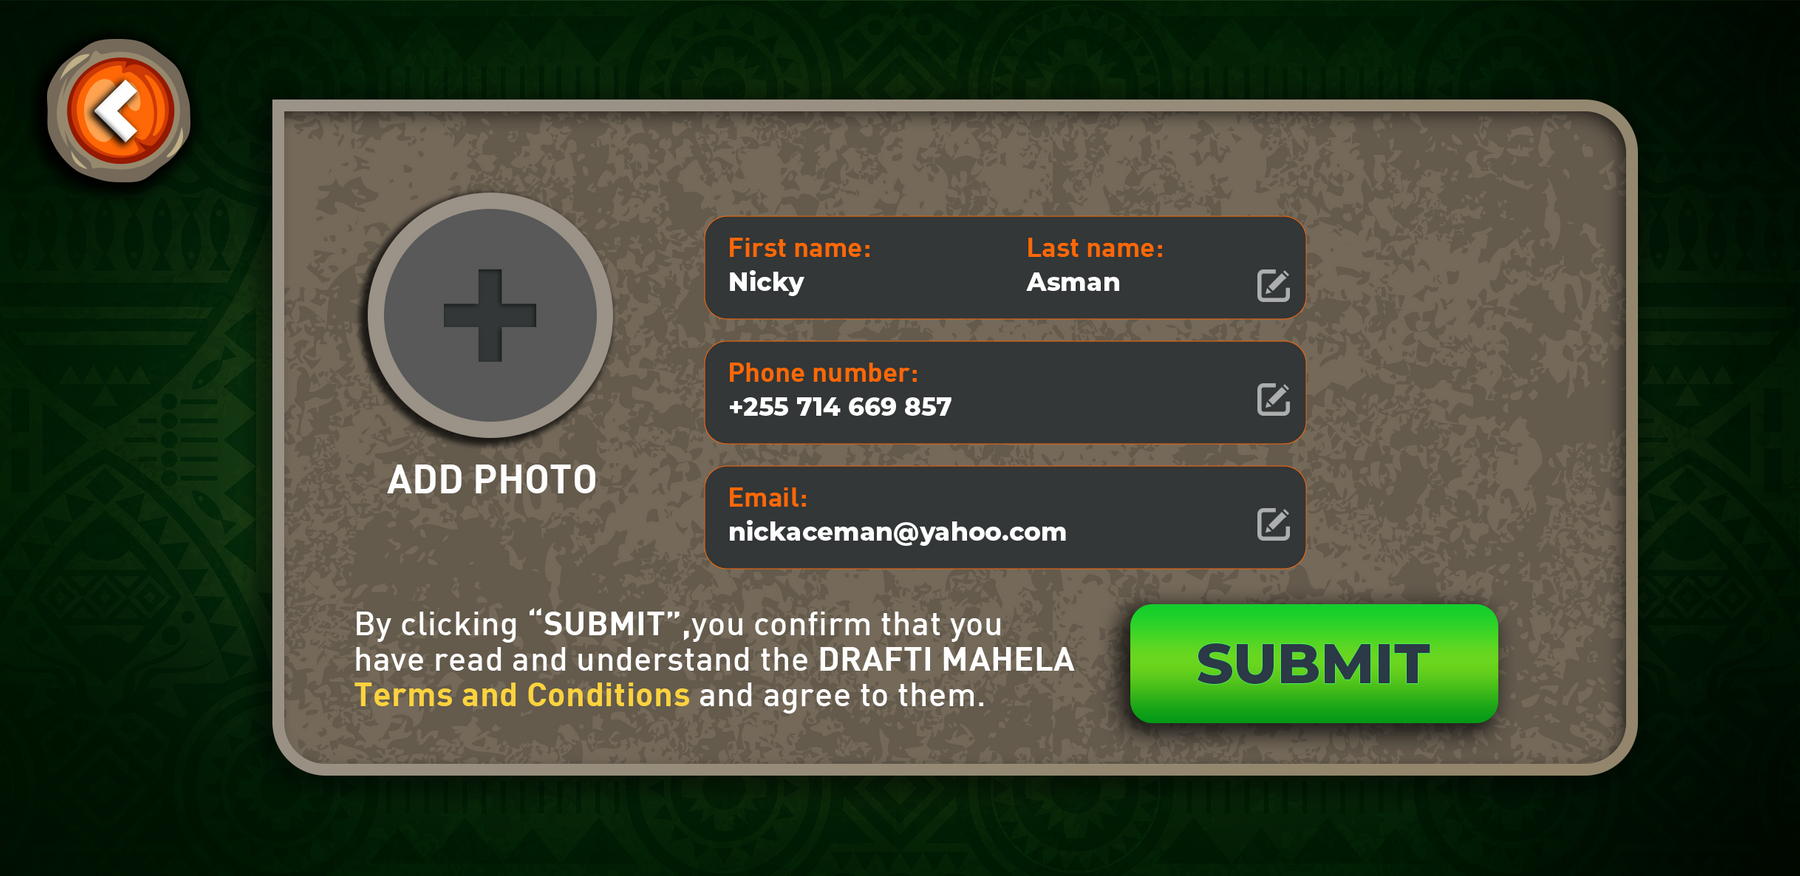 First name: Last name:
Nicky Asman
Phone number:
+255 714 669 857
Email:
nickaceman@yahoo.com
ADD PHOTO
By clicking “SUBMIT”,you confirm that you
have read and understand the DRAFTI MAHELA
Terms and Conditions and agree to them.
SUBMIT